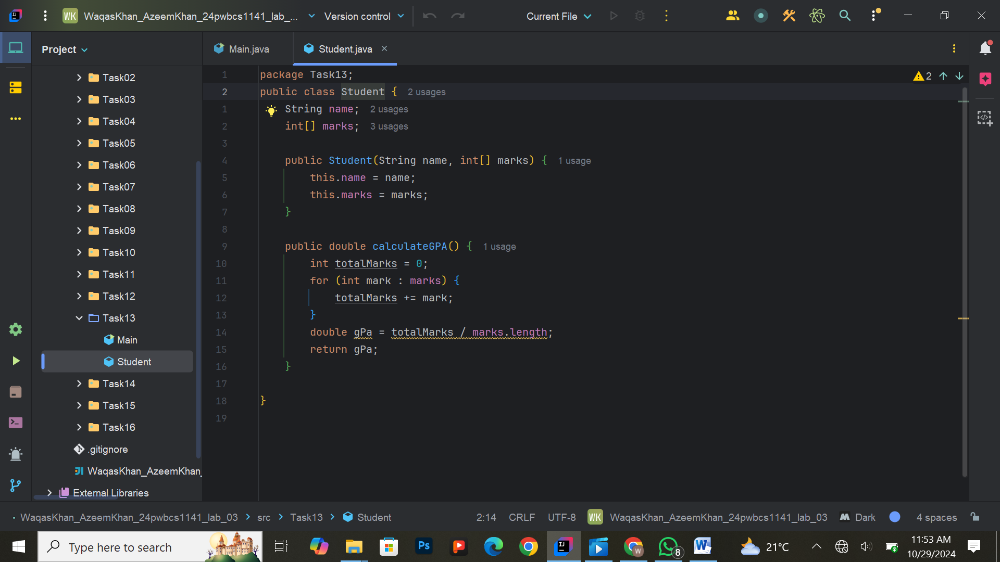 WK WaqasKhan_AzeemKhan_24pwbcs1141_lab_... Version control Current File
Project
Main.java Student.java
Task02
Task03
Task04
Task05
Task06
Task07
Task08
Task09
Task10
Task11
Task12
Task13
Main
Student
Task14
Task15
Task16
.gitignore
WaqasKhan_AzeemKhan_
External Libraries
2
1 package Task13;
2 public class Student { 2 usages
1 String name; 2 usages
2 int[] marks; 3 usages
3
4 public Student(String name, int[] marks) { 1 usage
5 this.name = name;
6 this.marks = marks;
7 }
8
9 public double calculateGPA() { 1 usage
10 int totalMarks = 0;
11 for (int mark : marks) {
12 totalMarks += mark;
13 }
14 double gPa = totalMarks / marks.length;
15 return gPa;
16 }
17
18 }
19
WaqasKhan_AzeemKhan_24pwbcs1141_lab_03 > src > Task13 > Student 2:14 CRLF UTF-8 WK WaqasKhan_AzeemKhan_24pwbcs1141_lab_03 Dark 4 spaces
Type here to search Ps IJ W 8 W 21°C 11:53 AM
10/29/2024